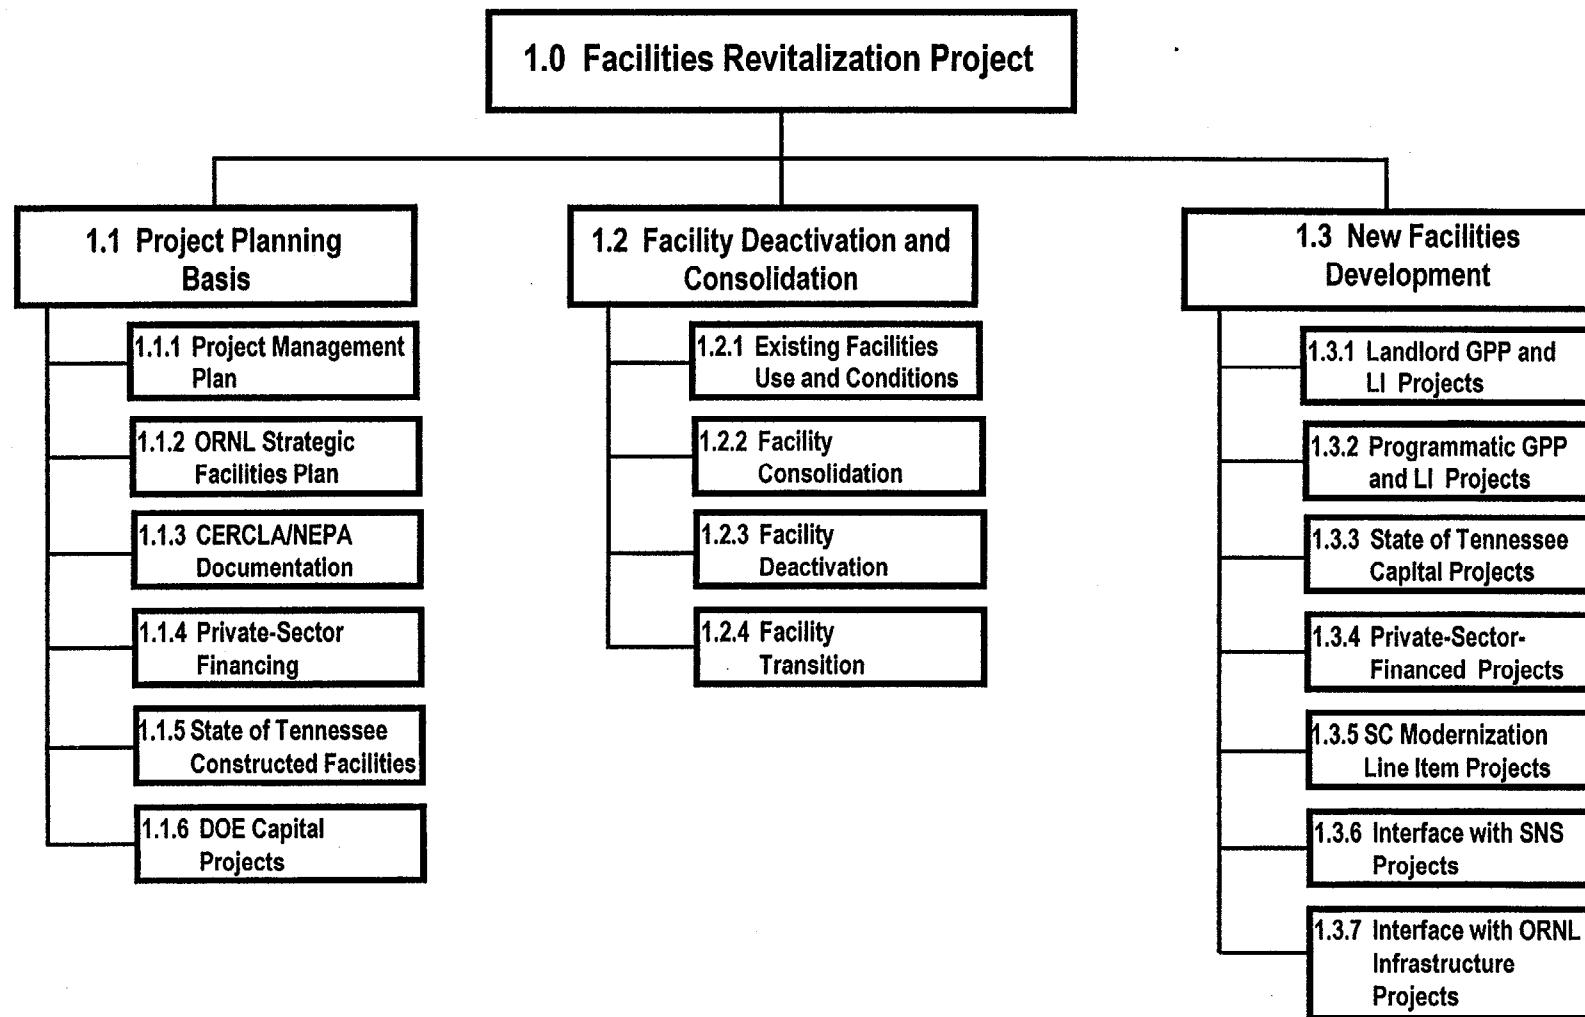 1.0 Facilities Revitalization Project
1.1 Project Planning
Basis
1.1.1 Project Management
Plan
1.1.2 ORNL Strategic
Facilities Plan
1.1.3 CERCLA/NEPA
Documentation
1.1.4 Private-Sector
Financing
1.1.5 State of Tennessee
Constructed Facilities
1.1.6 DOE Capital
Projects
1.2 Facility Deactivation and
Consolidation
1.2.1 Existing Facilities
Use and Conditions
1.2.2 Facility
Consolidation
1.2.3 Facility
Deactivation
1.2.4 Facility
Transition
1.3 New Facilities
Development
1.3.1 Landlord GPP and
LI Projects
1.3.2 Programmatic GPP
and LI Projects
1.3.3 State of Tennessee
Capital Projects
1.3.4 Private-Sector-
Financed Projects
1.3.5 SC Modernization
Line Item Projects
1.3.6 Interface with SNS
Projects
1.3.7 Interface with ORNL
Infrastructure
Projects